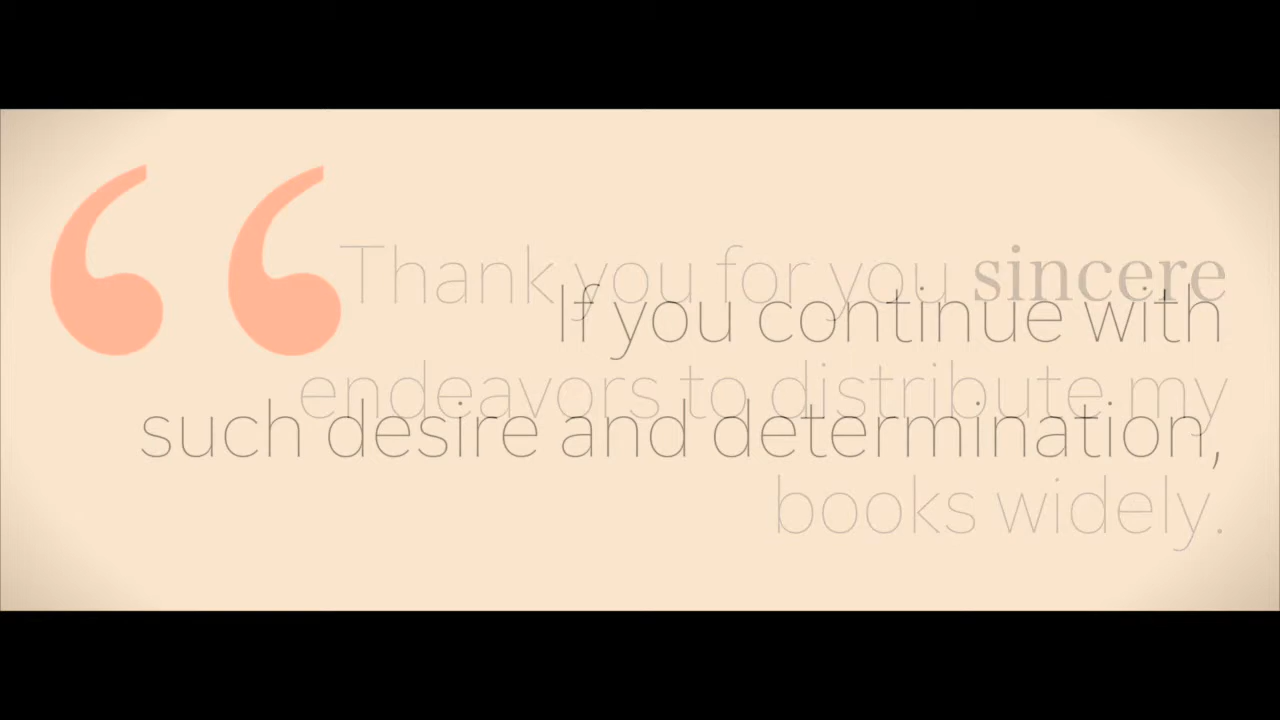 Thank you for you sincere
endeavors to distribute my
books widely.
If you continue with
such desire and determination,